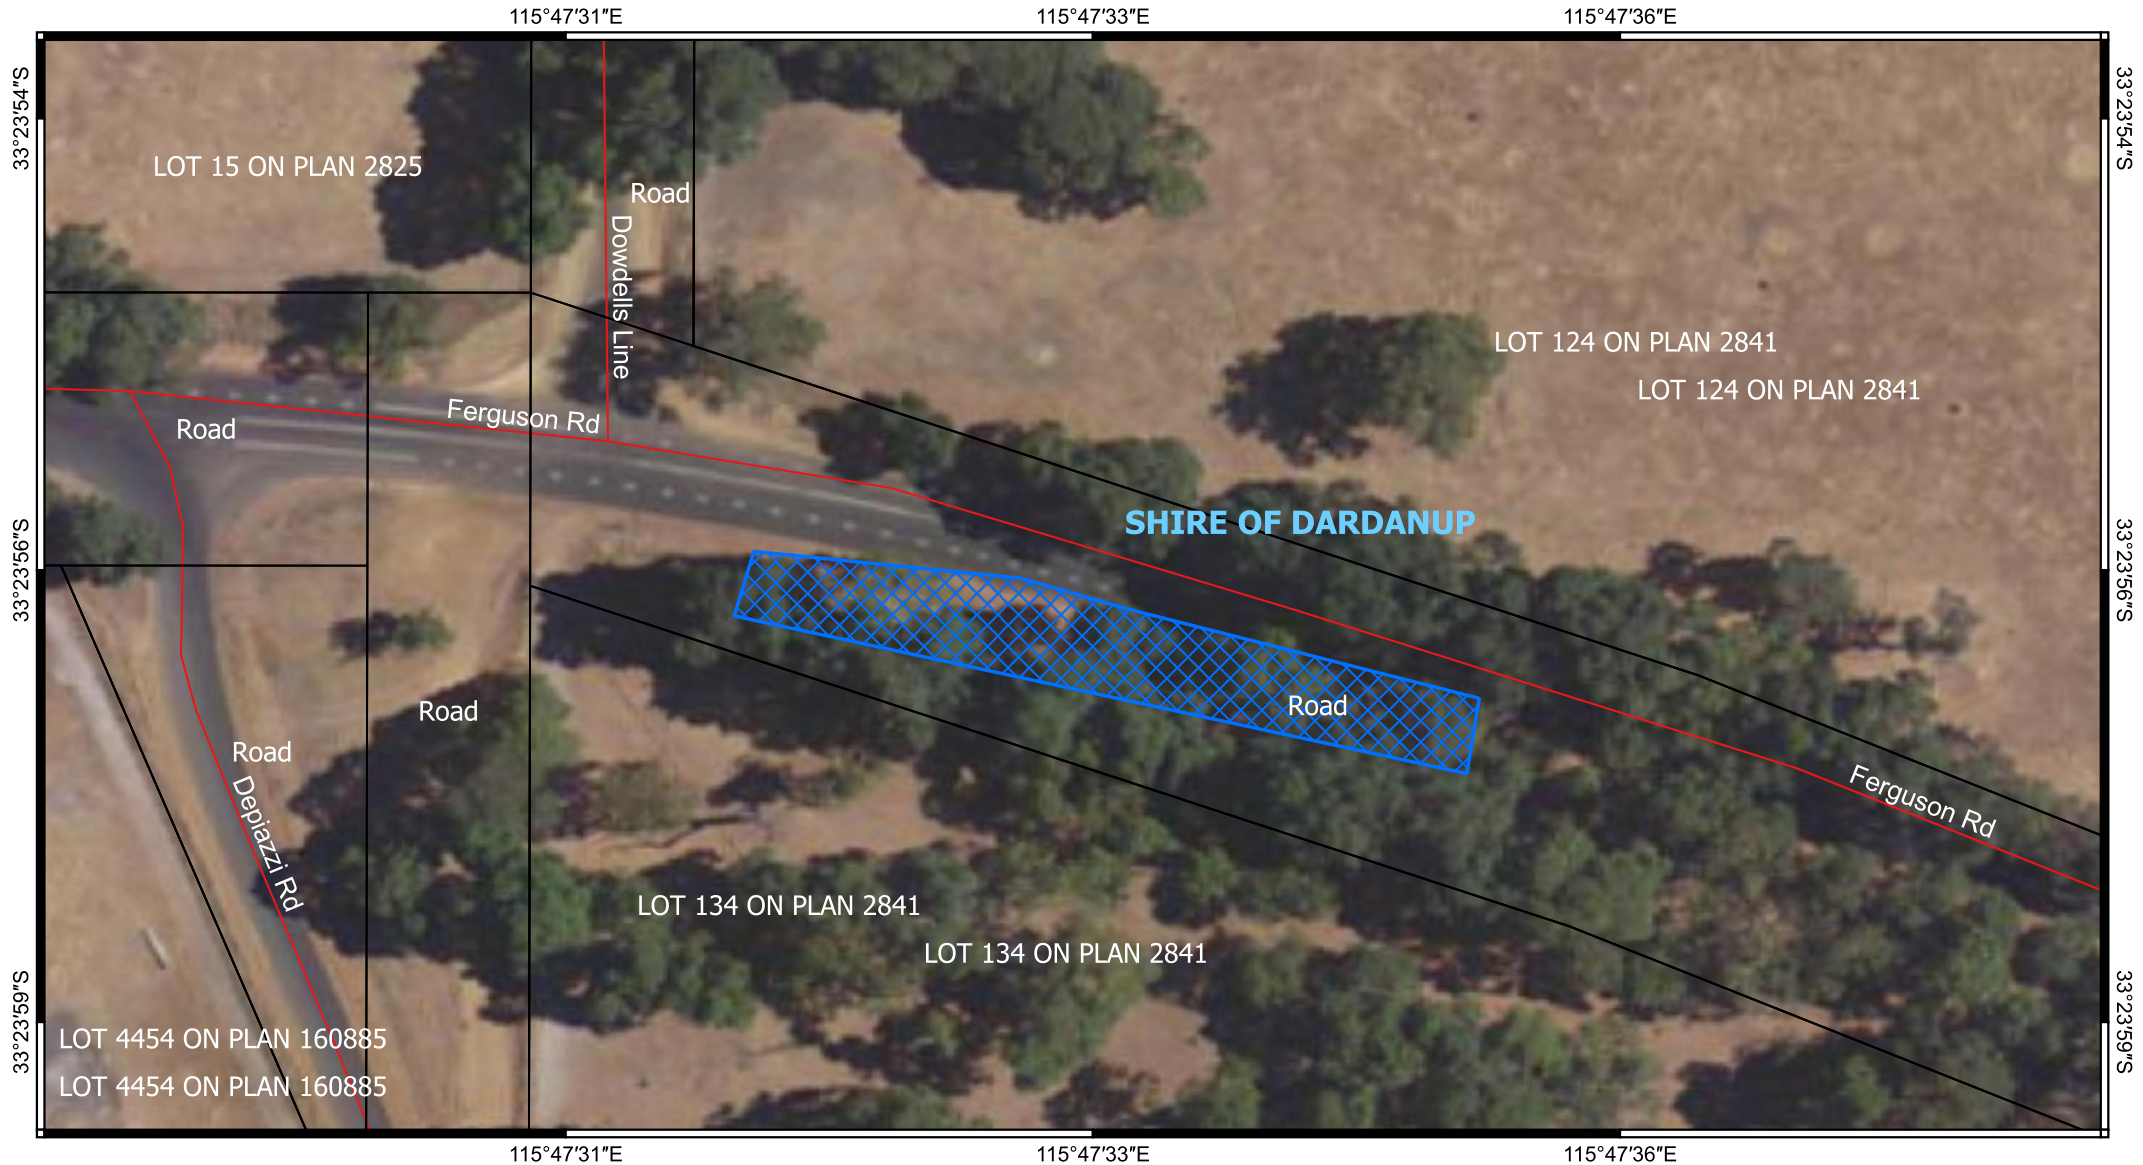 115°47'31"E
115°47'33"E
115°47'36"E
33°23'54"S
33°23'54"S
LOT 15 ON PLAN 2825
Road
Dowdells Line
LOT 124 ON PLAN 2841
LOT 124 ON PLAN 2841
Ferguson Rd
Road
SHIRE OF DARDANUP
33°23'56"S
33°23'56"S
Road
Road
Road
Depiazzi Rd
Ferguson Rd
LOT 134 ON PLAN 2841
LOT 134 ON PLAN 2841
33°23'59"S
33°23'59"S
LOT 4454 ON PLAN 160885
LOT 4454 ON PLAN 160885
115°47'31"E
115°47'33"E
115°47'36"E